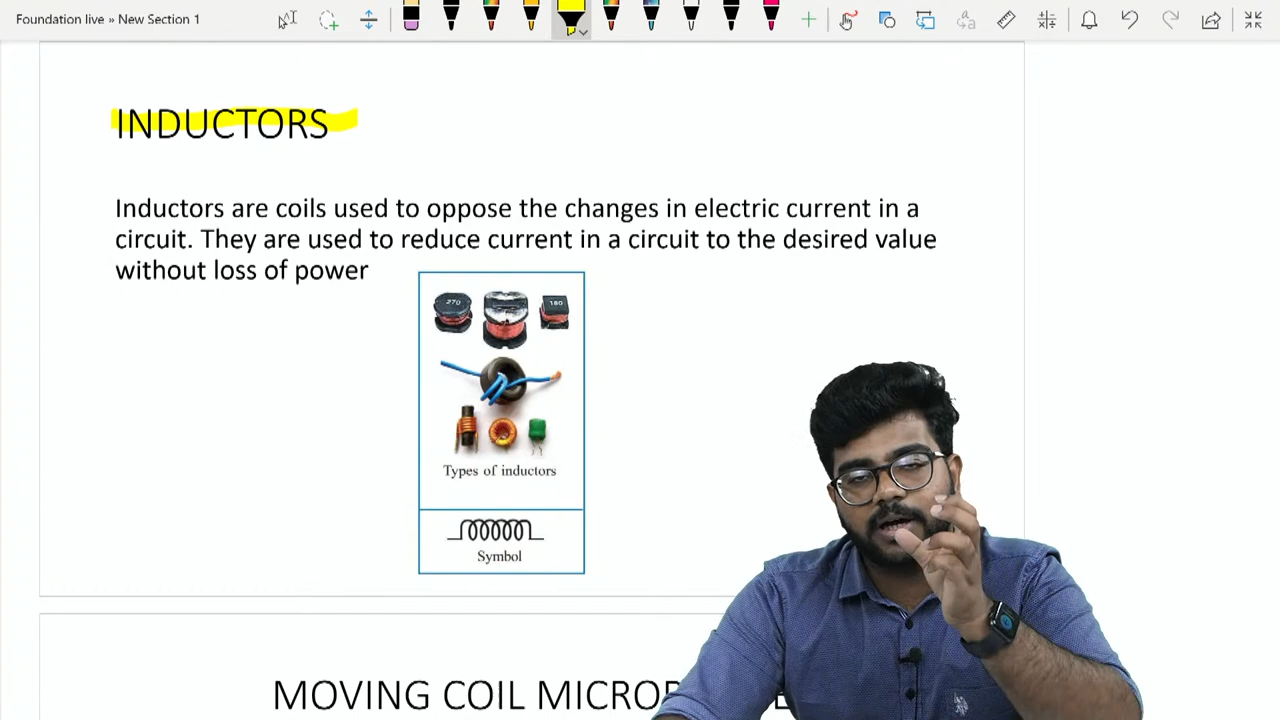 Foundation live » New Section 1
INDUCTORS
Inductors are coils used to oppose the changes in electric current in a
circuit. They are used to reduce current in a circuit to the desired value
without loss of power
270
180
Types of inductors
Symbol
MOVING COIL